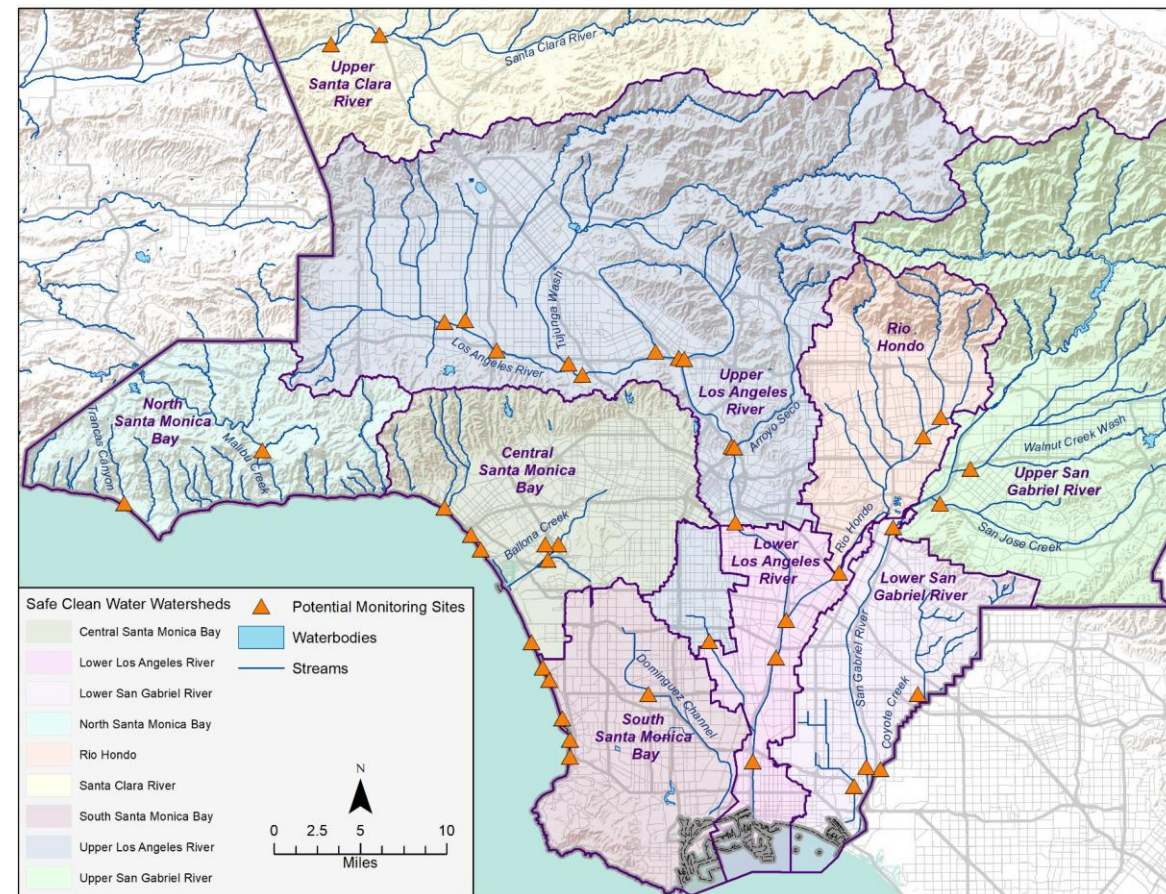 Santa Clara River
Upper
Santa Clara
River
Tujunga Wash
Los Angeles River
Rio
Hondo
Upper
Los Angeles
River
Arroyo Seco
North
Santa Monica
Bay
Trancas Canyon
Malibu Creek
Central
Santa Monica
Bay
Ballona Creek
Walnut Creek Wash
Upper San
Gabriel River
San Jose Creek
Rio Hondo
Lower
Los Angeles
River
Lower San
Gabriel River
San Gabriel River
Coyote Creek
Dominguez Channel
South
Santa Monica
Bay
Safe Clean Water Watersheds
Central Santa Monica Bay
Lower Los Angeles River
Lower San Gabriel River
North Santa Monica Bay
Rio Hondo
Santa Clara River
South Santa Monica Bay
Upper Los Angeles River
Upper San Gabriel River
Potential Monitoring Sites
Waterbodies
Streams
N
0 2.5 5 10
Miles